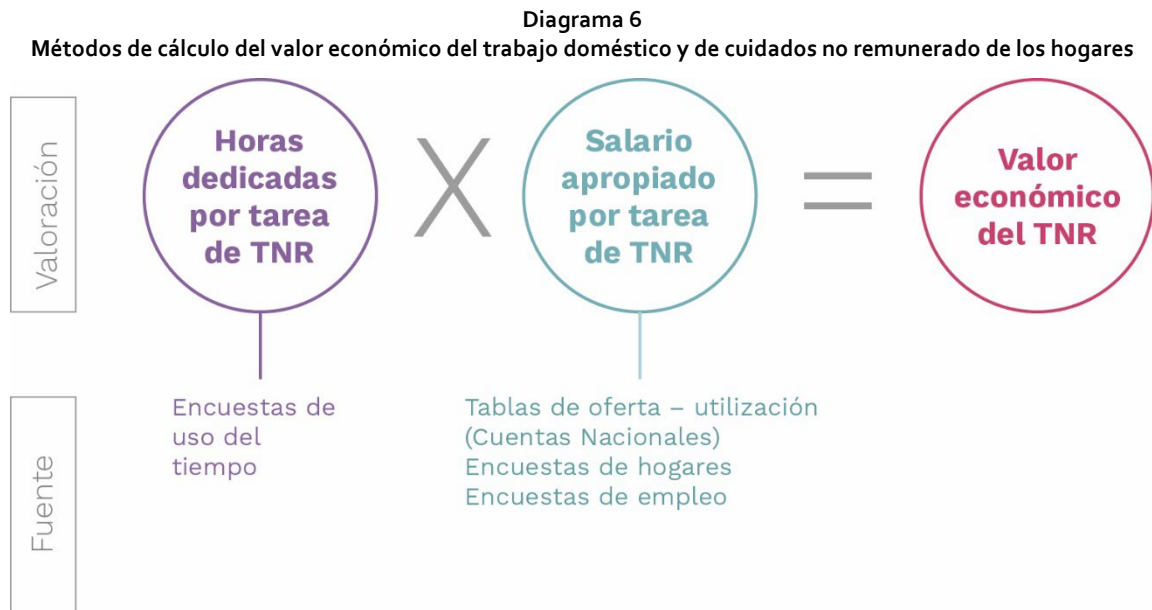 Diagrama 6
Métodos de cálculo del valor económico del trabajo doméstico y de cuidados no remunerado de los hogares
Valoración
Horas
dedicadas
por tarea
de TNR
X
Salario
apropiado
por tarea
de TNR
=
Valor
económico
del TNR
Fuente
Encuestas de
uso del
tiempo
Tablas de oferta – utilización
(Cuentas Nacionales)
Encuestas de hogares
Encuestas de empleo